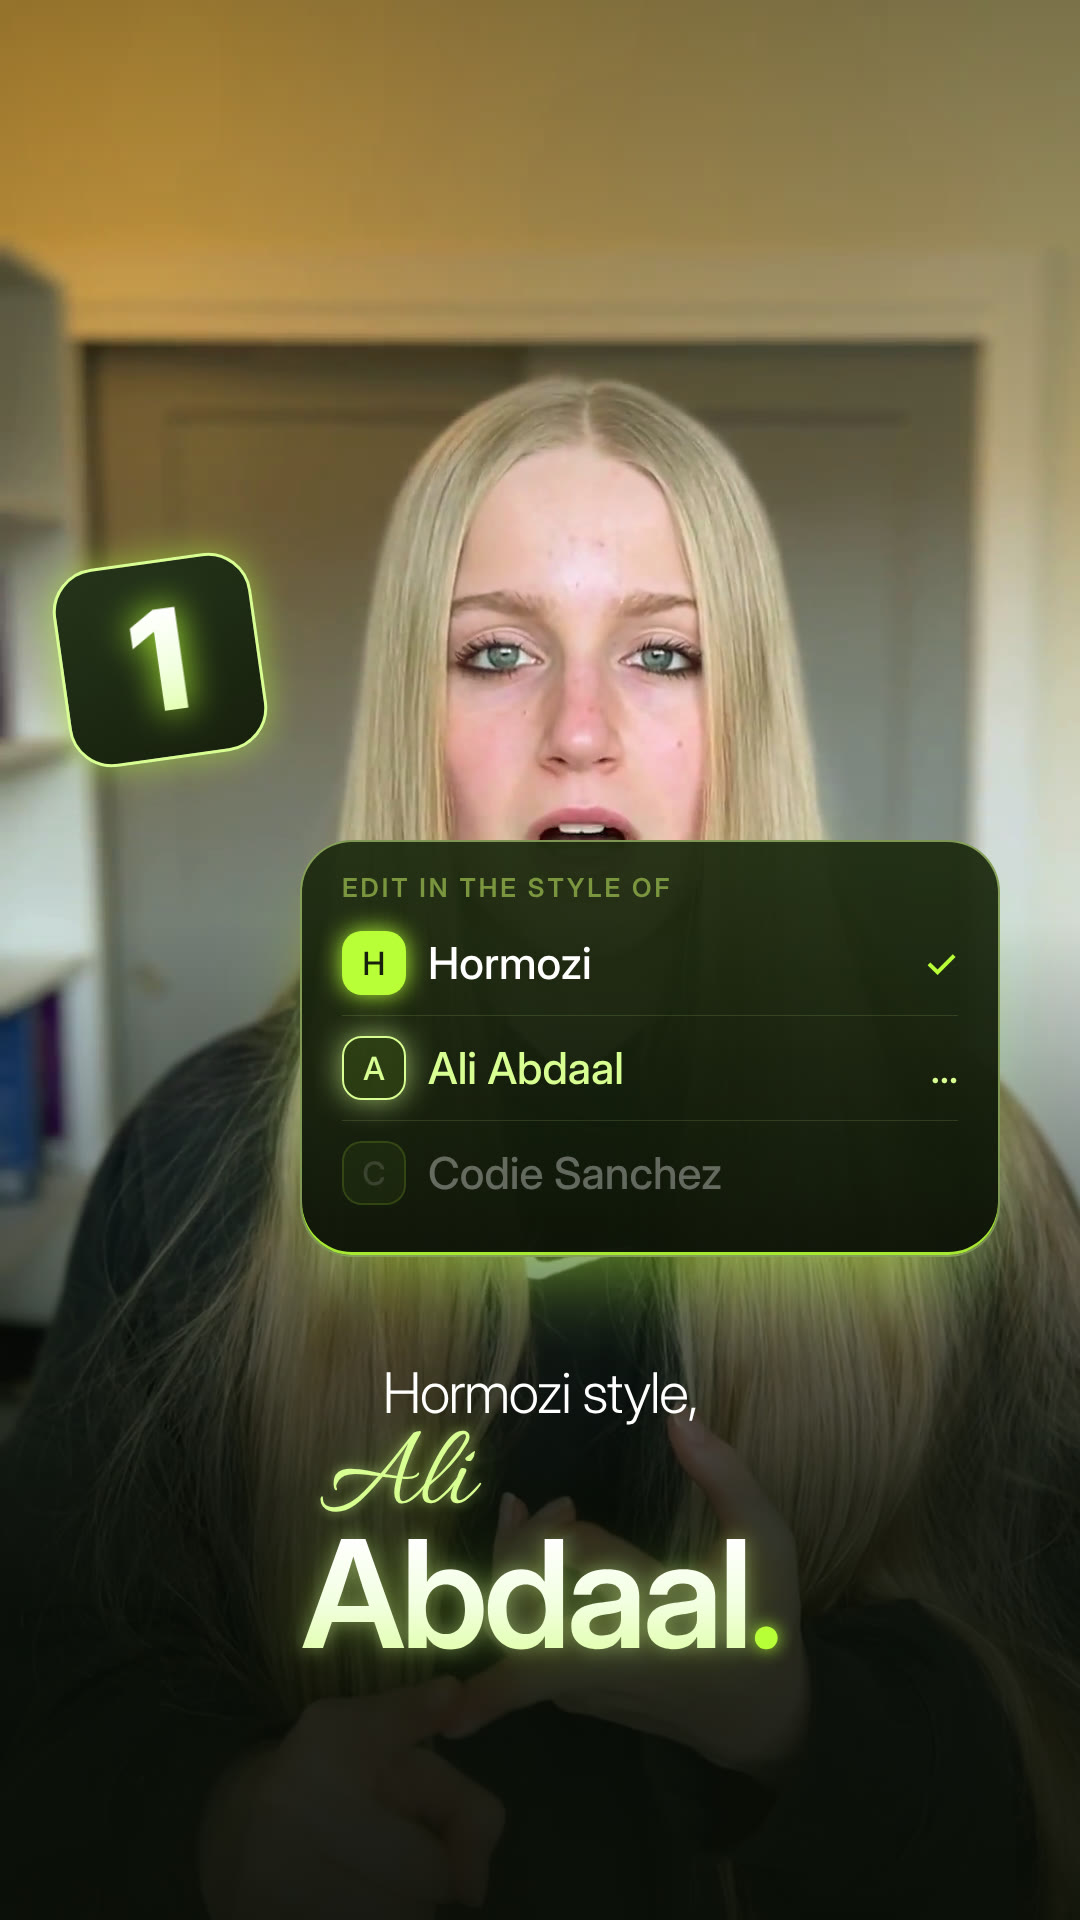 1
EDIT IN THE STYLE OF
H Hormozi
A Ali Abdaal ...
C Codie Sanchez
Hormozi style,
Ali
Abdaal.